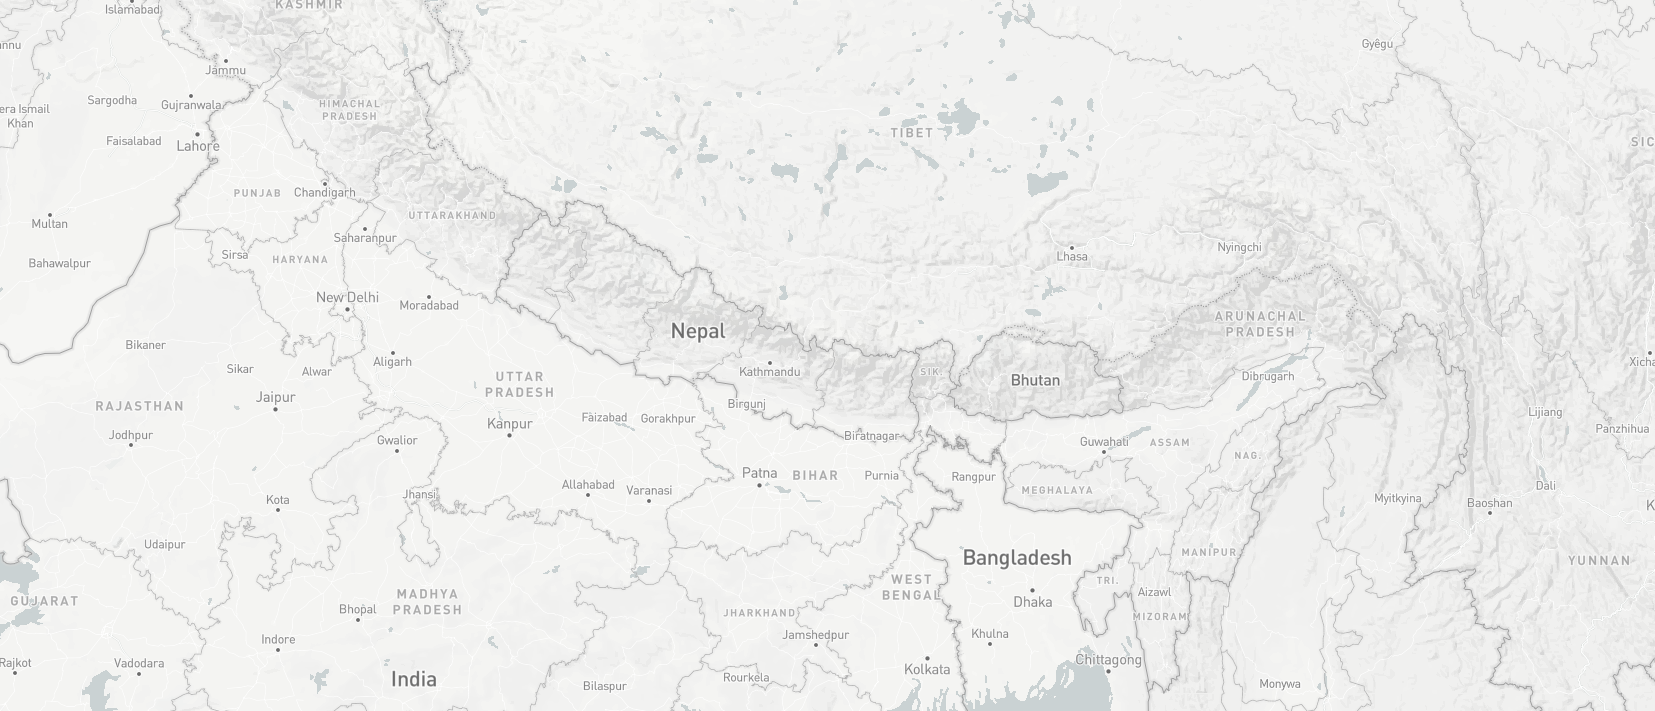 KASHMIR
Islamabad
Gyêgu
annu
Jammu
Sargodha
Gujranwala
HIMACHAL
PRADESH
era Ismail
Khan
TIBET
Faisalabad
Lahore
SIC
PUNJAB
Chandigarh
Multan
UTTARAKHAND
Saharanpur
Sirsa
HARYANA
Bahawalpur
Nyingchi
Lhasa
New Delhi
Moradabad
ARUNACHAL
PRADESH
Nepal
Bikaner
Aligarh
Xicha
Sikar
Alwar
Kathmandu
SIK.
Bhutan
Dibrugarh
UTTAR
PRADESH
Jaipur
RAJASTHAN
Birgunj
Lijiang
Faizabad
Gorakhpur
Kanpur
Panzhihua
Jodhpur
Gwalior
Biratnagar
Guwahati
ASSAM
NAG.
Patna
BIHAR
Purnia
Rangpur
Allahabad
Varanasi
MEGHALAYA
Dali
Jhansi
Kota
Myitkyina
Baoshan
K
Udaipur
MANIPUR
Bangladesh
YUNNAN
WEST
BENGAL
TRI.
Aizawl
MADHYA
PRADESH
GUJARAT
Bhopal
Dhaka
JHARKHAND
MIZORAM
Jamshedpur
Khulna
Indore
Rajkot
Vadodara
Chittagong
Kolkata
India
Rourkela
Bilaspur
Monywa